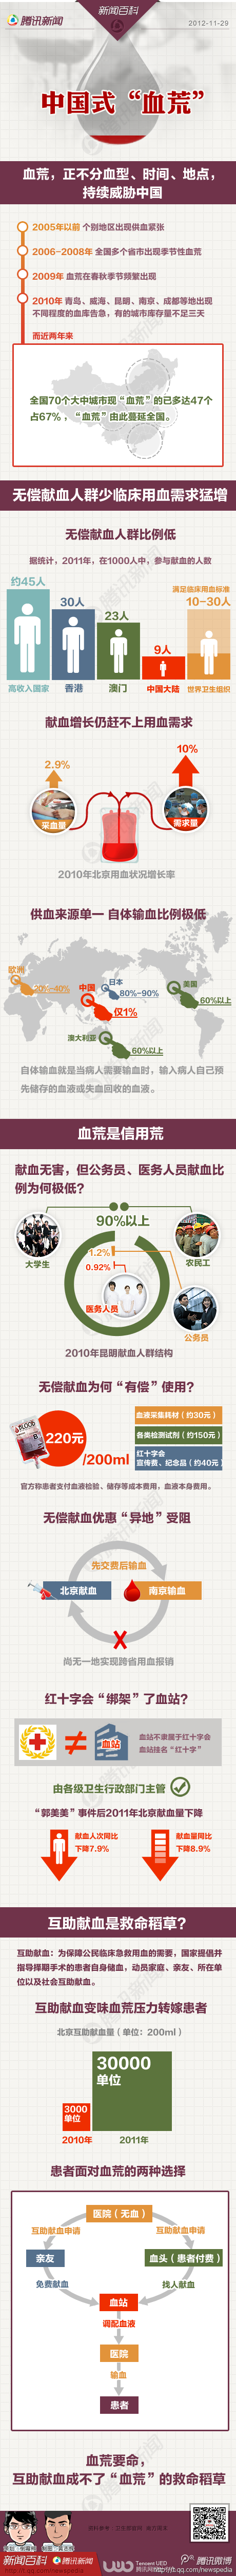 腾讯新闻
新闻百科
2012-11-29
中国式“血荒”
血荒，正不分血型、时间、地点，
持续威胁中国
2005年以前 个别地区出现供血紧张
2006-2008年 全国多个省市出现季节性血荒
2009年 血荒在春秋季节频繁出现
2010年 青岛、威海、昆明、南京、成都等地出现
不同程度的血库告急，有的城市库存量不足三天
而近两年来
全国70个大中城市现“血荒”的已多达47个
占67%，“血荒”由此蔓延全国。
无偿献血人群少临床用血需求猛增
无偿献血人群比例低
据统计，2011年，在1000人中，参与献血的人数
约45人
30人
23人
9人
满足临床用血标准
10-30人
高收入国家
香港
澳门
中国大陆
世界卫生组织
献血增长仍赶不上用血需求
2.9%
10%
采血量
需求量
2010年北京用血状况增长率
供血来源单一 自体输血比例极低
欧洲
20%-40%
中国
仅1%
日本
80%-90%
美国
60%以上
澳大利亚
60%以上
自体输血就是当病人需要输血时，输入病人自己预
先储存的血液或失血回收的血液。
血荒是信用荒
献血无害，但公务员、医务人员献血比
例为何极低？
90%以上
大学生
农民工
1.2%
0.92%
医务人员
公务员
2010年昆明献血人群结构
无偿献血为何“有偿”使用？
BLOOD
220元
/200ml
血液采集耗材（约30元）
各类检测试剂（约150元）
红十字会
宣传费、纪念品（约40元）
官方称患者支付血液检验、储存等成本费用，血液本身免费。
无偿献血优惠“异地”受阻
先交费后输血
北京献血
南京输血
尚无一地实现跨省用血报销
红十字会“绑架”了血站？
血站
血站不隶属于红十字会
血站挂名“红十字”
由各级卫生行政部门主管
“郭美美”事件后2011年北京献血量下降
献血人次同比
下降7.9%
献血量同比
下降8.9%
互助献血是救命稻草？
互助献血：为保障公民临床急救用血的需要，国家提倡并
指导择期手术的患者自身储血，动员家庭、亲友、所在单
位以及社会互助献血。
互助献血变味血荒压力转嫁患者
北京互助献血量（单位：200ml）
30000
单位
3000
单位
2010年
2011年
患者面对血荒的两种选择
医院（无血）
互助献血申请
互助献血申请
亲友
血头（患者付费）
免费献血
找人献血
血站
调配血液
医院
输血
患者
血荒要命，
互助献血成不了“血荒”的救命稻草
新闻百科
腾讯新闻
Tencent UED
腾讯微博